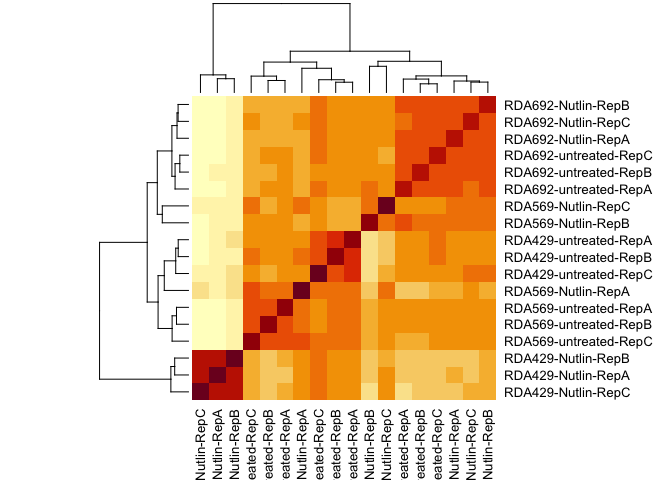 RDA692-Nutlin-RepB
RDA692-Nutlin-RepC
RDA692-Nutlin-RepA
RDA692-untreated-RepC
RDA692-untreated-RepB
RDA692-untreated-RepA
RDA569-Nutlin-RepC
RDA569-Nutlin-RepB
RDA429-untreated-RepA
RDA429-untreated-RepB
RDA429-untreated-RepC
RDA569-Nutlin-RepA
RDA569-untreated-RepA
RDA569-untreated-RepB
RDA569-untreated-RepC
RDA429-Nutlin-RepB
RDA429-Nutlin-RepA
RDA429-Nutlin-RepC
Nutlin-RepC
Nutlin-RepA
Nutlin-RepB
eated-RepC
eated-RepB
eated-RepA
Nutlin-RepA
eated-RepC
eated-RepB
eated-RepA
Nutlin-RepB
Nutlin-RepC
eated-RepA
eated-RepB
eated-RepC
Nutlin-RepA
Nutlin-RepC
Nutlin-RepB